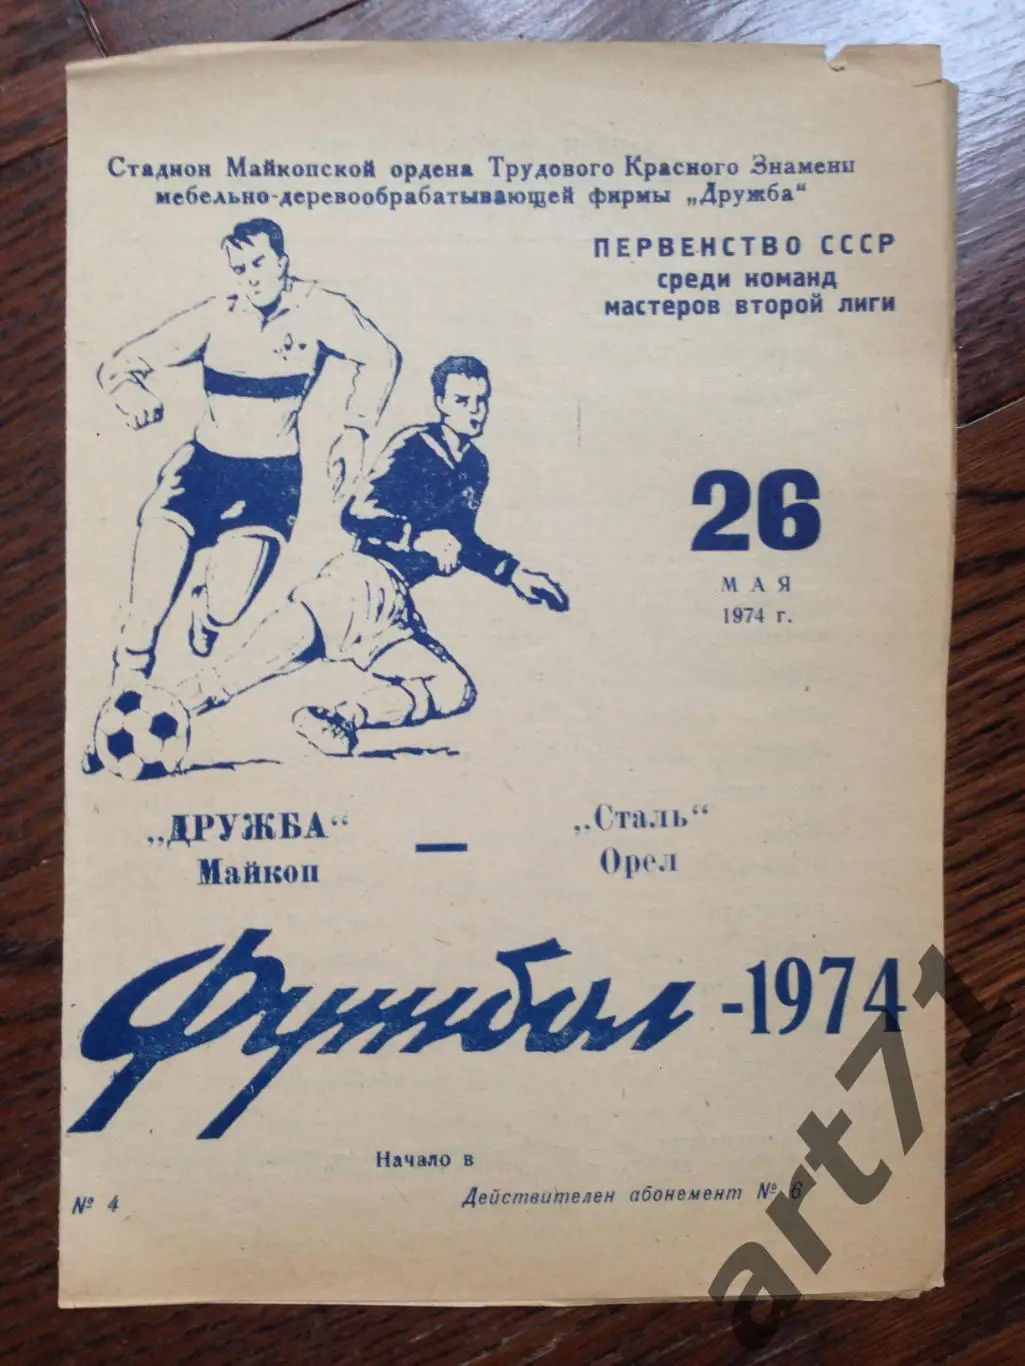 Стадион Майкопской ордена Трудового Красного Знамени
мебельно-деревообрабатывающей фирмы „Дружба“
ПЕРВЕНСТВО СССР
среди команд
мастеров второй лиги
26
МАЯ
1974 г.
„ДРУЖБА“ — „Сталь“
Майкоп Орел
Футбол -1974
Начало в
№ 4 Действителен абонемент № 6
art71